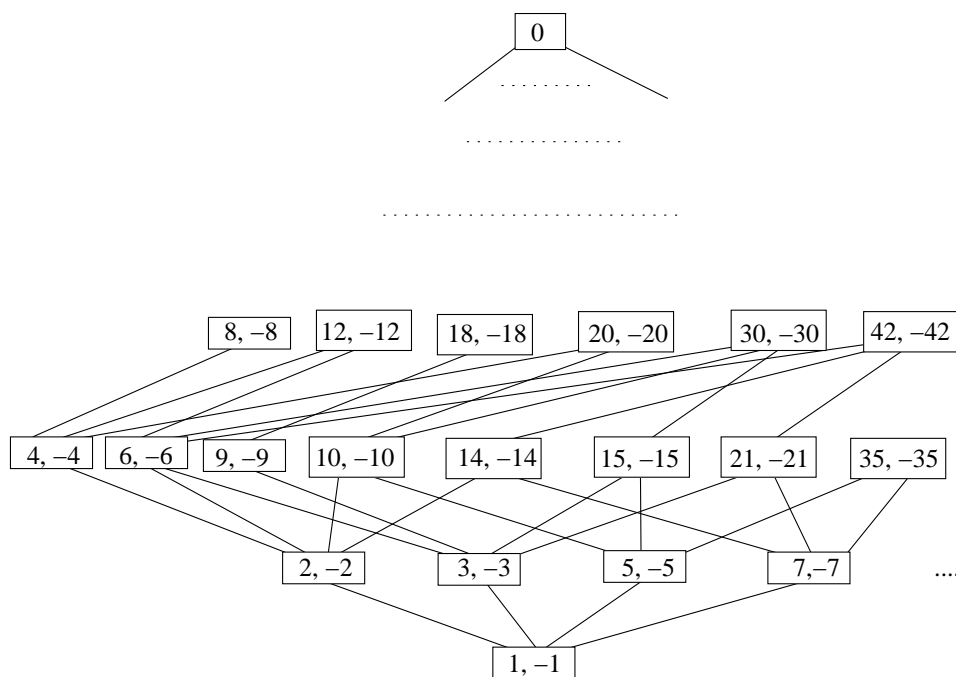 0
8, –8 12, –12 18, –18 20, –20 30, –30 42, –42
4, –4 6, –6 9, –9 10, –10 14, –14 15, –15 21, –21 35, –35
2, –2 3, –3 5, –5 7,–7 ....
1, –1